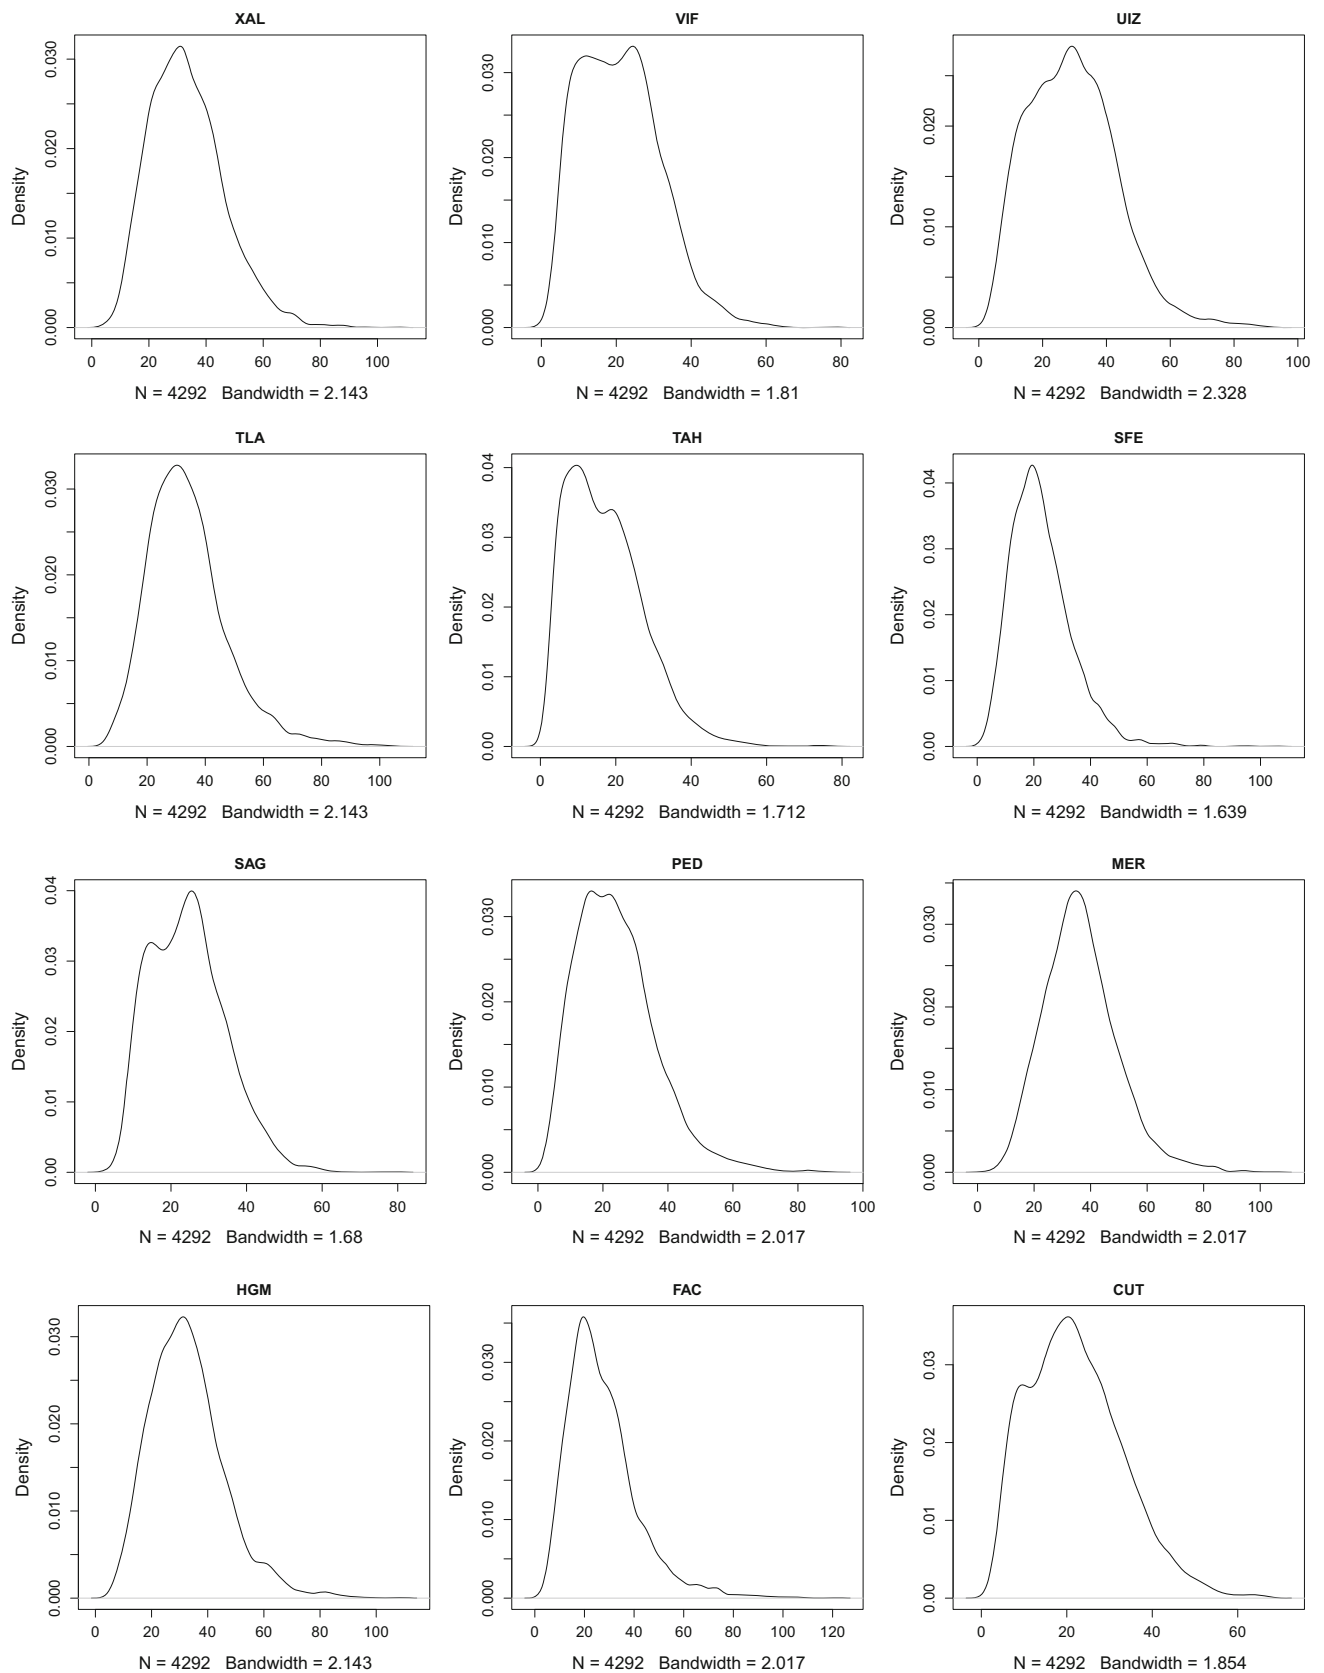 XAL VIF UIZ
Density 0.000 0.010 0.020 0.030
0 20 40 60 80 100
N = 4292 Bandwidth = 2.143
Density 0.000 0.010 0.020 0.030
0 20 40 60 80
N = 4292 Bandwidth = 1.81
Density 0.000 0.010 0.020
0 20 40 60 80 100
N = 4292 Bandwidth = 2.328
TLA TAH SFE
Density 0.000 0.010 0.020 0.030
0 20 40 60 80 100
N = 4292 Bandwidth = 2.143
Density 0.00 0.01 0.02 0.03 0.04
0 20 40 60 80
N = 4292 Bandwidth = 1.712
Density 0.00 0.01 0.02 0.03 0.04
0 20 40 60 80 100
N = 4292 Bandwidth = 1.639
SAG PED MER
Density 0.00 0.01 0.02 0.03 0.04
0 20 40 60 80
N = 4292 Bandwidth = 1.68
Density 0.000 0.010 0.020 0.030
0 20 40 60 80 100
N = 4292 Bandwidth = 2.017
Density 0.000 0.010 0.020 0.030
0 20 40 60 80 100
N = 4292 Bandwidth = 2.017
HGM FAC CUT
Density 0.000 0.010 0.020 0.030
0 20 40 60 80 100
N = 4292 Bandwidth = 2.143
Density 0.000 0.010 0.020 0.030
0 20 40 60 80 100 120
N = 4292 Bandwidth = 2.017
Density 0.00 0.01 0.02 0.03
0 20 40 60
N = 4292 Bandwidth = 1.854